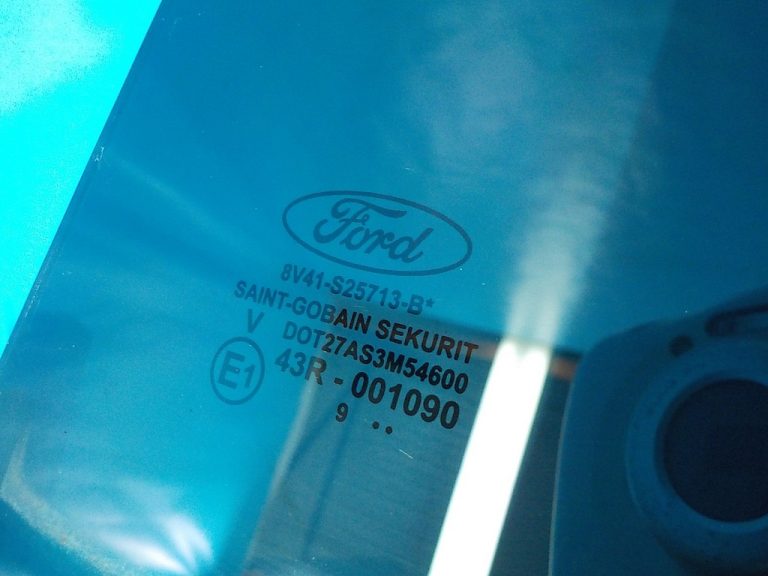 Ford
8V41-S25713-B*
SAINT-GOBAIN SEKURIT
V DOT27AS3M54600
E1 43R - 001090
9 ..